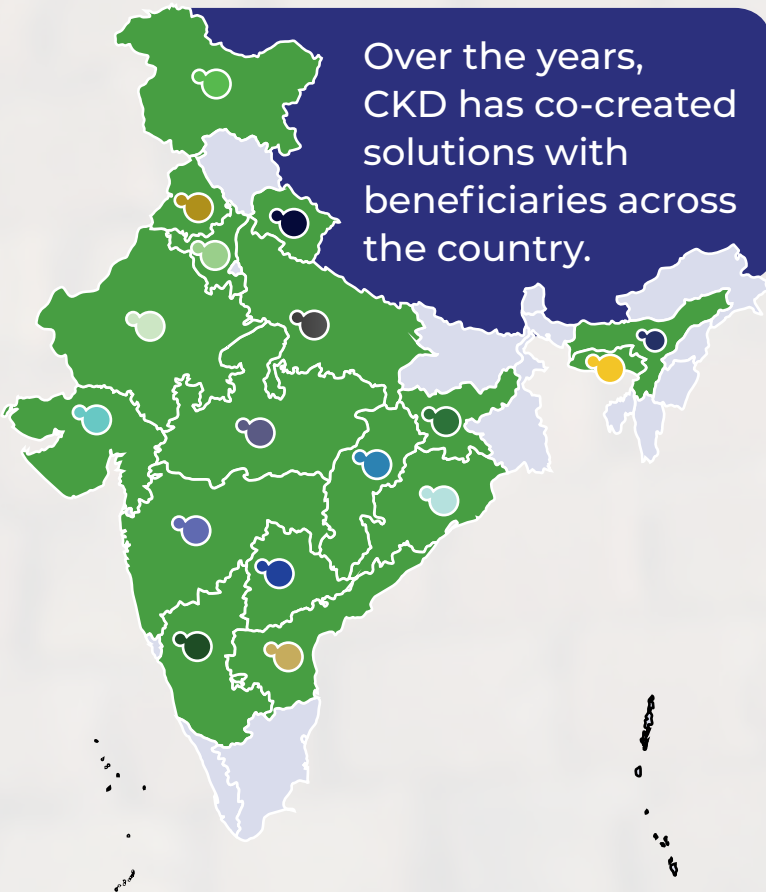 Over the years,
CKD has co-created
solutions with
beneficiaries across
the country.